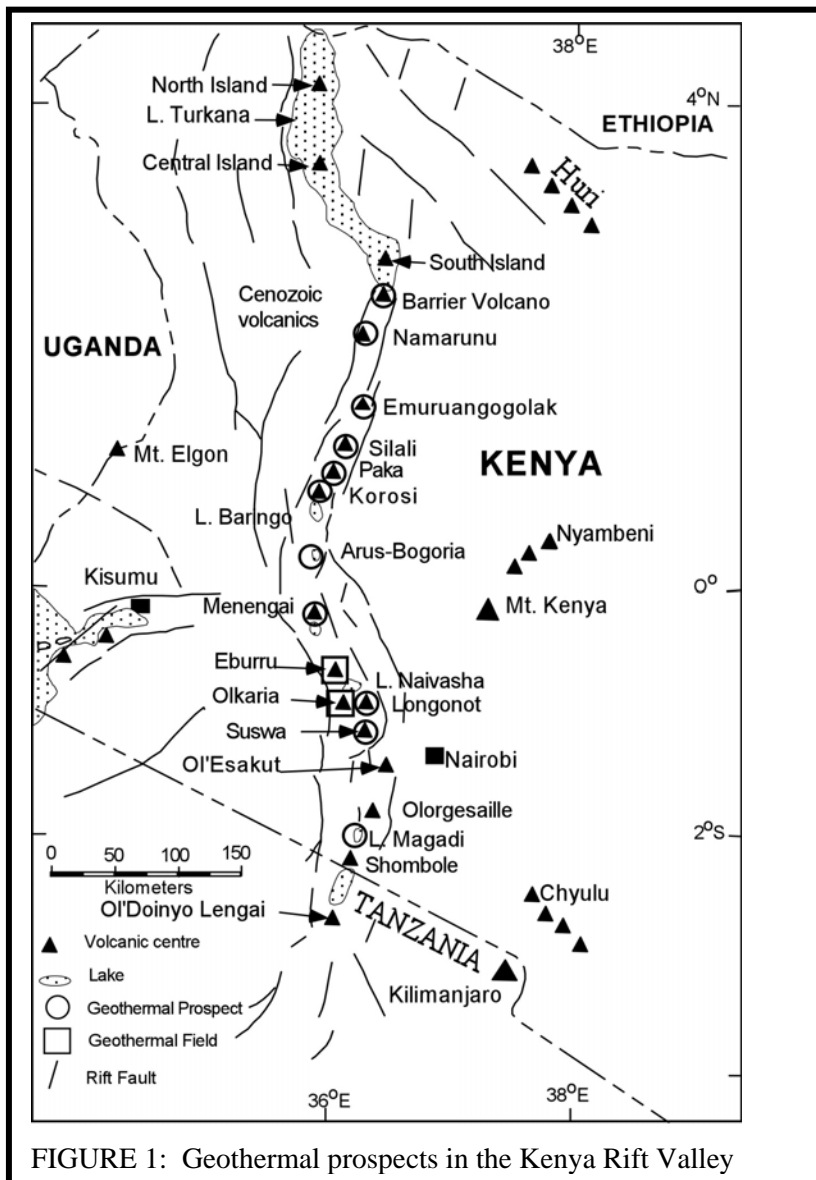 38°E
North Island
4°N
L. Turkana
ETHIOPIA
Central Island
Huri
South Island
Cenozoic
volcanics
Barrier Volcano
UGANDA
Namarunu
Emuruangogolak
Mt. Elgon
Silali
KENYA
Paka
Korosi
L. Baringo
Nyambeni
Arus-Bogoria
Kisumu
0°
Menengai
Mt. Kenya
Eburru
L. Naivasha
Olkaria
Longonot
Suswa
Nairobi
Ol'Esakut
Olorgesaille
L. Magadi
2°S
Shombole
0 50 100 150
Kilometers
Chyulu
Ol'Doinyo Lengai
TANZANIA
Volcanic centre
Lake
Kilimanjaro
Geothermal Prospect
Geothermal Field
Rift Fault
36°E
38°E
FIGURE 1: Geothermal prospects in the Kenya Rift Valley